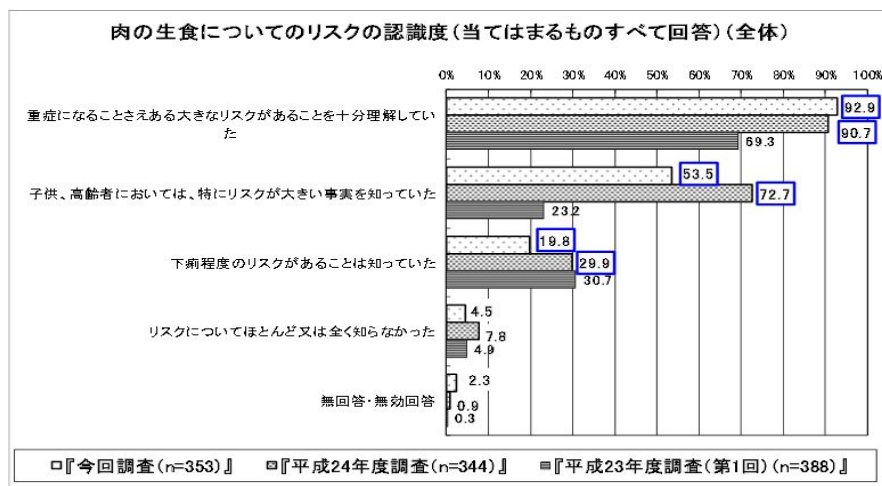 肉の生食についてのリスクの認識度(当てはまるものすべて回答)(全体)
0% 10% 20% 30% 40% 50% 60% 70% 80% 90% 100%
重症になることさえある大きなリスクがあることを十分理解してい
た
92.9
90.7
69.3
子供、高齢者においては、特にリスクが大きい事実を知っていた
53.5
72.7
23.2
下痢程度のリスクがあることは知っていた
19.8
29.9
30.7
リスクについてほとんど又は全く知らなかった
4.5
7.8
4.9
無回答・無効回答
2.3
0.9
0.3
『今回調査(n=353)』 『平成24年度調査(n=344)』 『平成23年度調査(第1回)(n=388)』